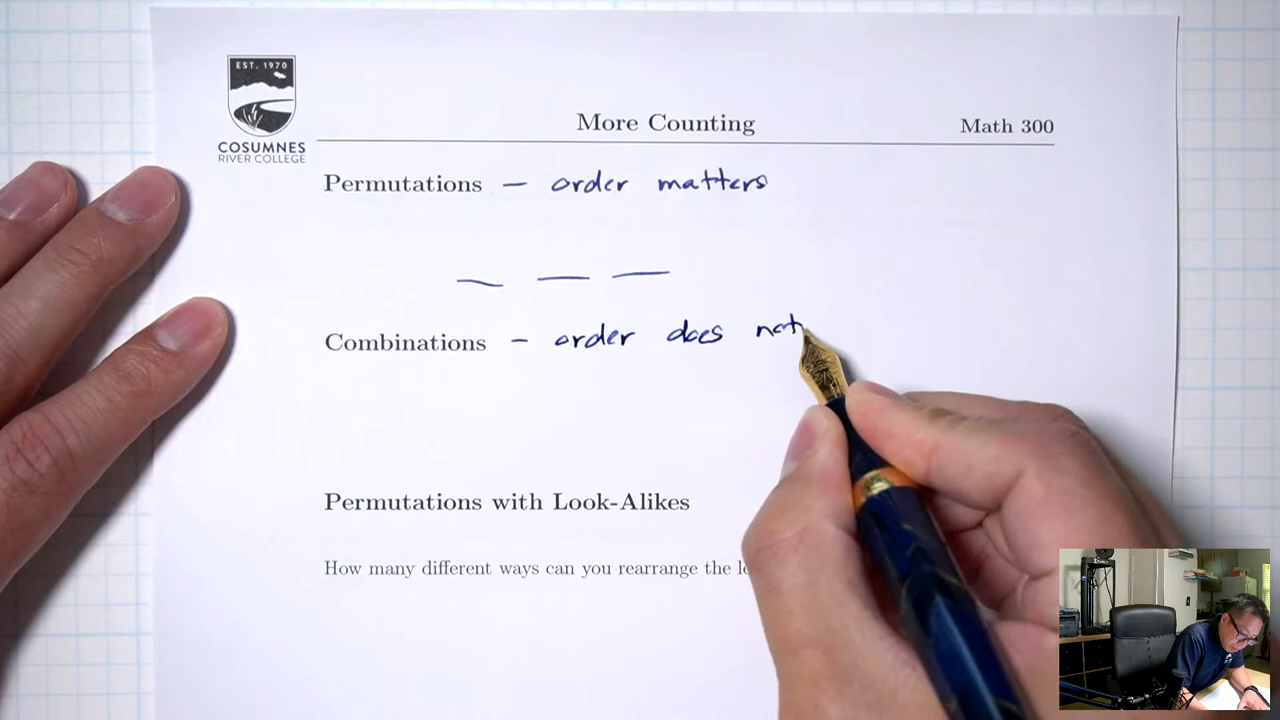 EST. 1970
COSUMNES
RIVER COLLEGE
More Counting
Math 300
Permutations — order matters
Combinations - order does not
Permutations with Look-Alikes
How many different ways can you rearrange the